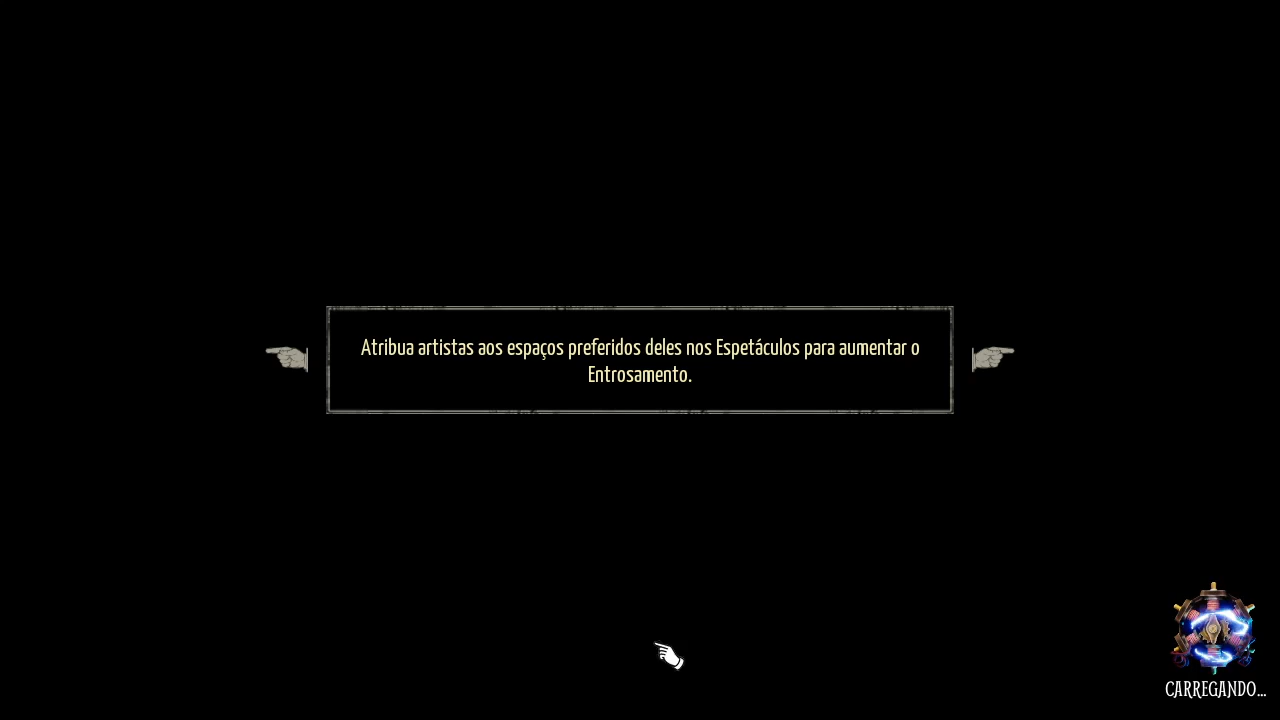 Atribua artistas aos espaços preferidos deles nos Espetáculos para aumentar o
Entrosamento.
CARREGANDO...